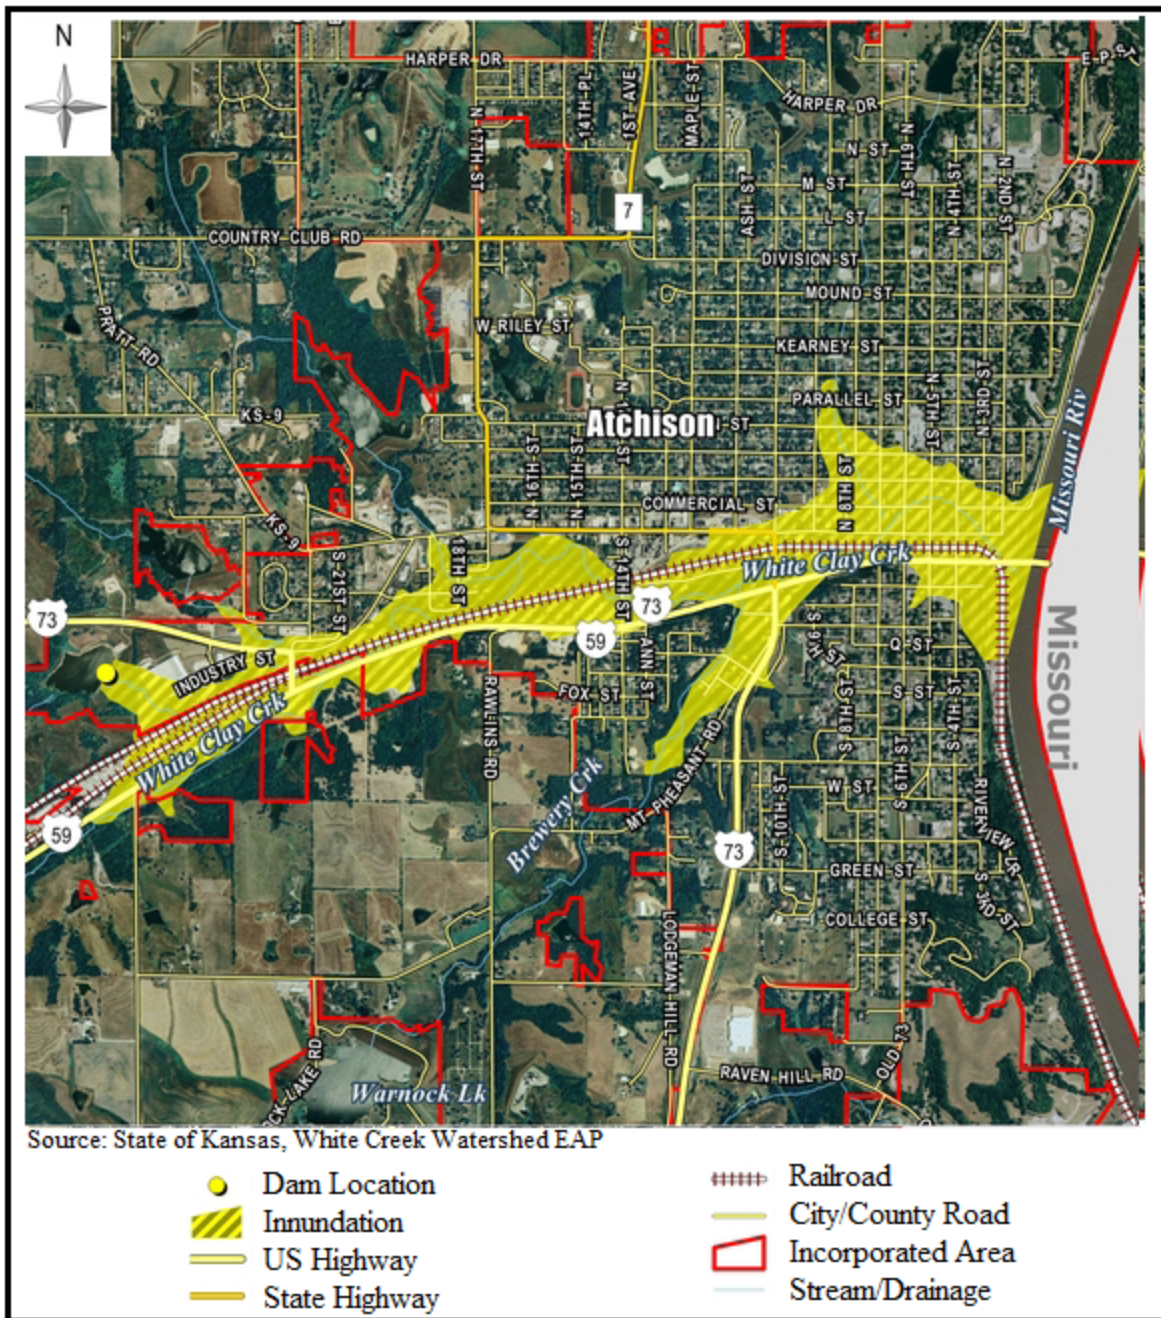 N
HARPER DR
E P ST
14TH PL
1ST AVE
MAPLE ST
HARPER DR
N 17TH ST
N ST
N 6TH ST
N 4TH ST
N 2ND ST
M ST
ASH ST
7
L ST
COUNTRY CLUB RD
DIVISION ST
MOUND ST
PRATT RD
W RILEY ST
KEARNEY ST
N 5TH ST
N 3RD ST
PARALLEL ST
KS-9
Atchison
ST
Missouri Riv
N 16TH ST
N 15TH ST
N 8TH ST
COMMERCIAL ST
KS-9
18TH ST
S 14TH ST
White Clay Crk
S 21ST ST
73
73
59
S 9TH ST
Q ST
Missouri
ANN ST
INDUSTRY ST
FOX ST
S ST
S 8TH ST
S 4TH ST
RAWLINS RD
White Clay Crk
MT PHEASANT RD
S 6TH ST
W ST
Brewery Crk
S 10TH ST
RIVERVIEW DR
59
73
GREEN ST
S 3RD ST
COLLEGE ST
LODGEMAN HILL RD
OLD 73
RAVEN HILL RD
OCK LAKE RD
Warnock Lk
Source: State of Kansas, White Creek Watershed EAP
Dam Location
Innundation
US Highway
State Highway
Railroad
City/County Road
Incorporated Area
Stream/Drainage